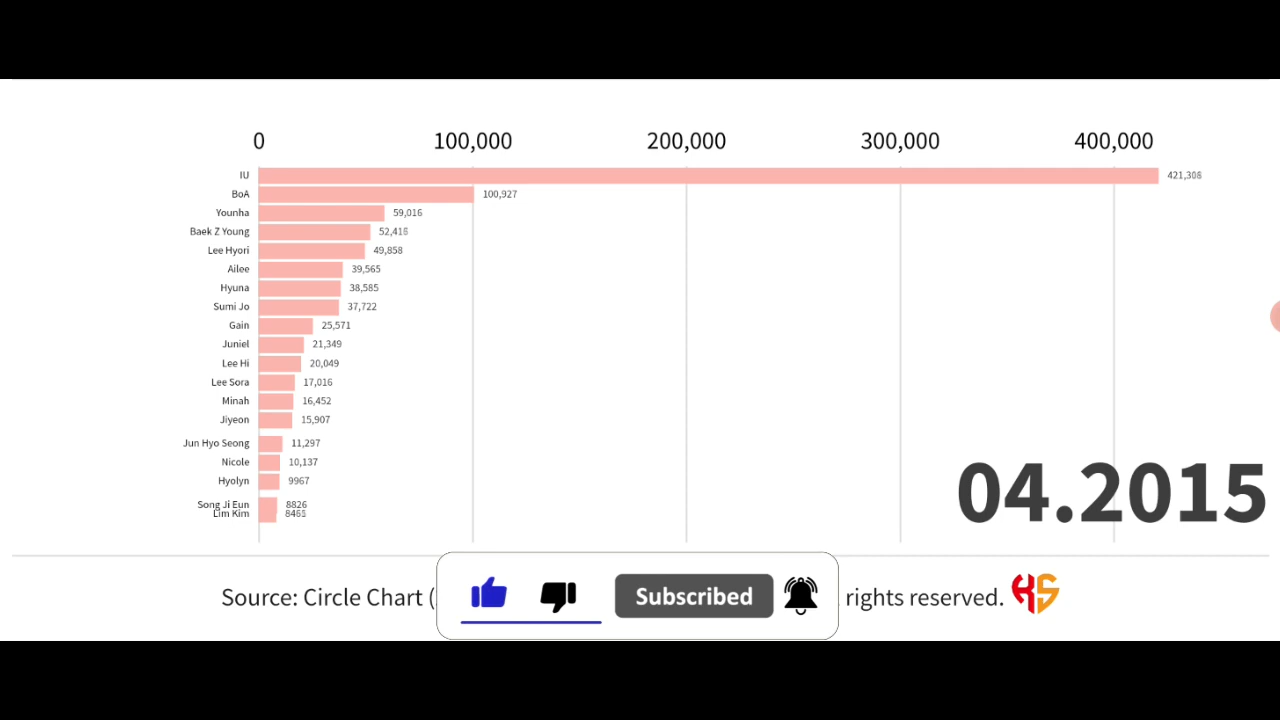 0 100,000 200,000 300,000 400,000
IU 421,308
BoA 100,927
Younha 59,016
Baek Z Young 52,416
Lee Hyori 49,858
Ailee 39,565
Hyuna 38,585
Sumi Jo 37,722
Gain 25,571
Juniel 21,349
Lee Hi 20,049
Lee Sora 17,016
Minah 16,452
Jiyeon 15,907
Jun Hyo Seong 11,297
Nicole 10,137
Hyolyn 9967
Song Ji Eun 8826
Lim Kim 8461
04.2015
Source: Circle Chart ( rights reserved.
Subscribed